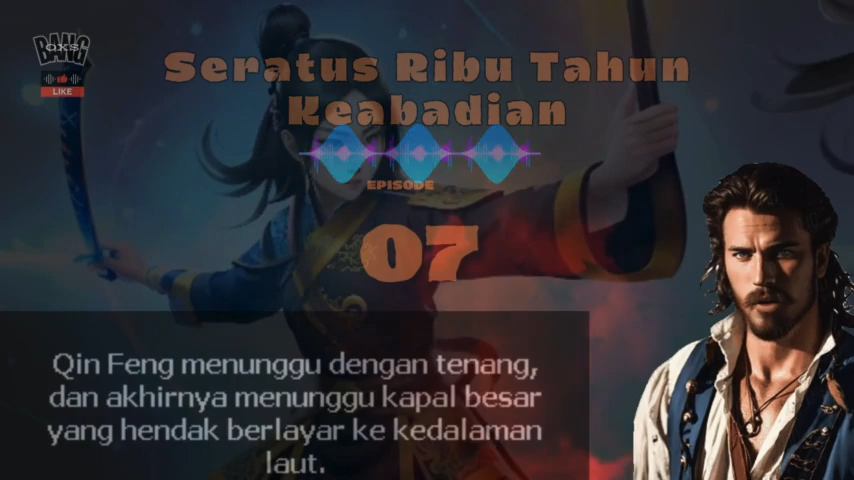 BANG
OXS
LIKE
Seratus Ribu Tahun
Keabadian
EPISODE
07
Qin Feng menunggu dengan tenang,
dan akhirnya menunggu kapal besar
yang hendak berlayar ke kedalaman
laut.